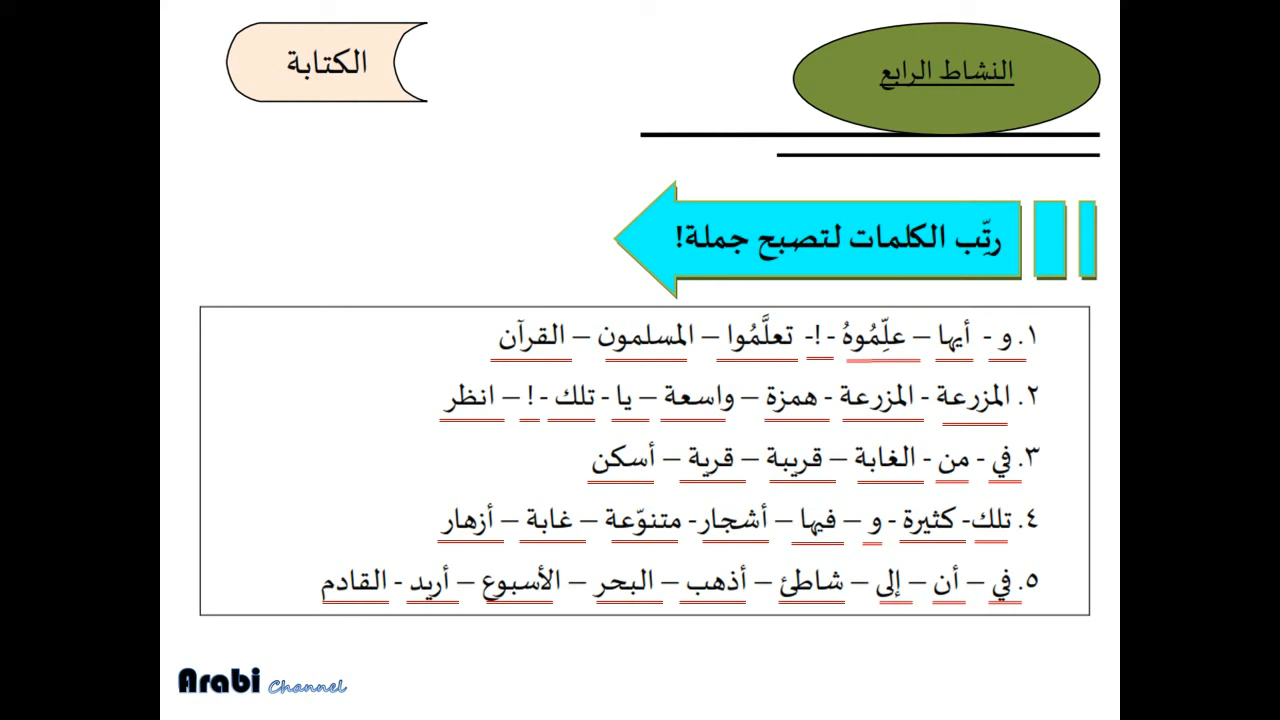 النشاط الرابع
الكتابة
رتِّب الكلمات لتصبح جملة!
١. و - أيها – علِّمُوهُ - !- تعلَّمُوا – المسلمون – القرآن
٢. المزرعة - المزرعة - همزة – واسعة – يا - تلك - ! – انظر
٣. في - من - الغابة – قريبة – قرية – أسكن
٤. تلك- كثيرة - و – فيها – أشجار- متنوّعة – غابة – أزهار
٥. في – أن – إلى – شاطئ – أذهب – البحر – الأسبوع – أريد - القادم
Arabi Channel